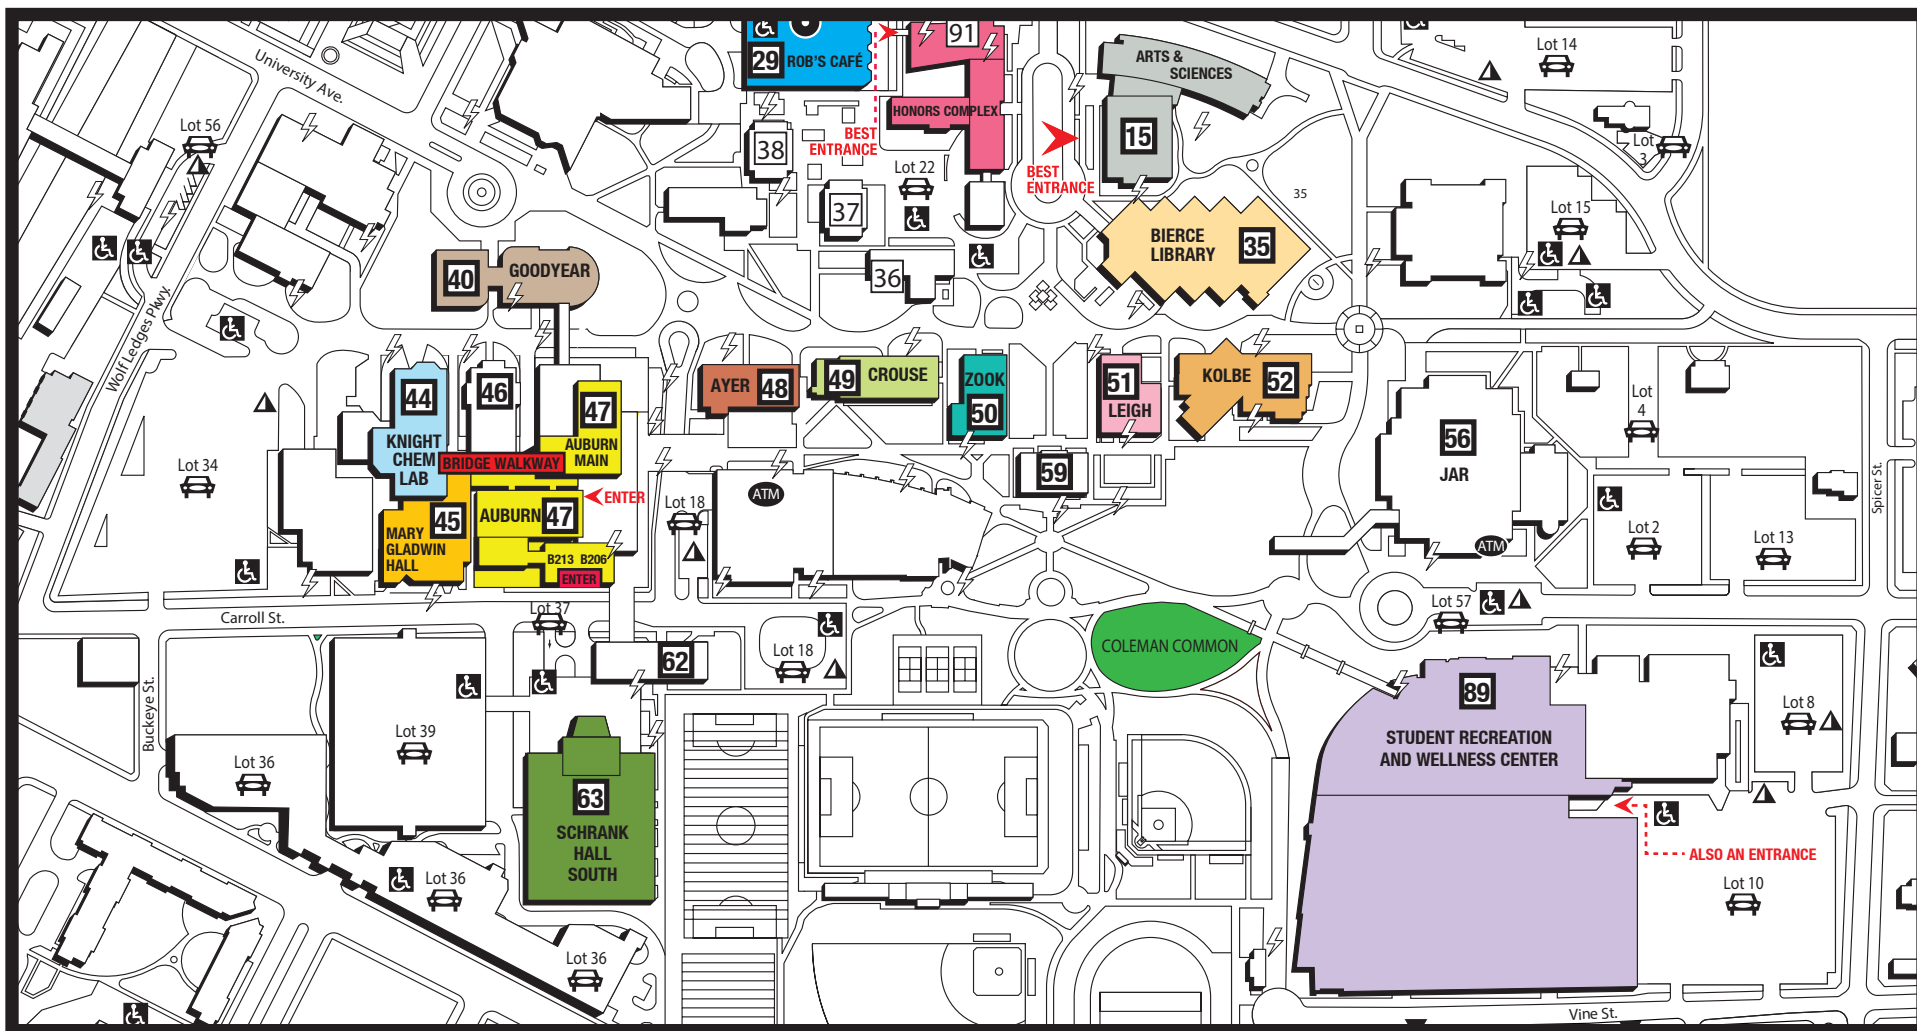 29
ROB'S CAFÉ
91
HONORS COMPLEX
BEST
ENTRANCE
ARTS &
SCIENCES
15
BEST
ENTRANCE
Lot 14
Lot
3
University Ave.
Lot 56
38
37
36
Lot 22
35
Lot 15
BIERCE
LIBRARY
35
40
GOODYEAR
Wolf Ledges Pkwy.
44
KNIGHT
CHEM
LAB
46
47
AUBURN
MAIN
BRIDGE WALKWAY
AYER
48
49
CROUSE
ZOOK
50
51
LEIGH
KOLBE
52
56
JAR
Lot
4
Spicer St.
Lot 34
45
MARY
GLADWIN
HALL
AUBURN
47
ENTER
B213 B206
ENTER
Lot 18
ATM
59
ATM
Lot 2
Lot 13
Carroll St.
Lot 37
62
Lot 18
COLEMAN COMMON
Lot 57
Buckeye St.
Lot 39
Lot 36
63
SCHRANK
HALL
SOUTH
89
STUDENT RECREATION
AND WELLNESS CENTER
Lot 8
ALSO AN ENTRANCE
Lot 36
Lot 10
Lot 36
Vine St.